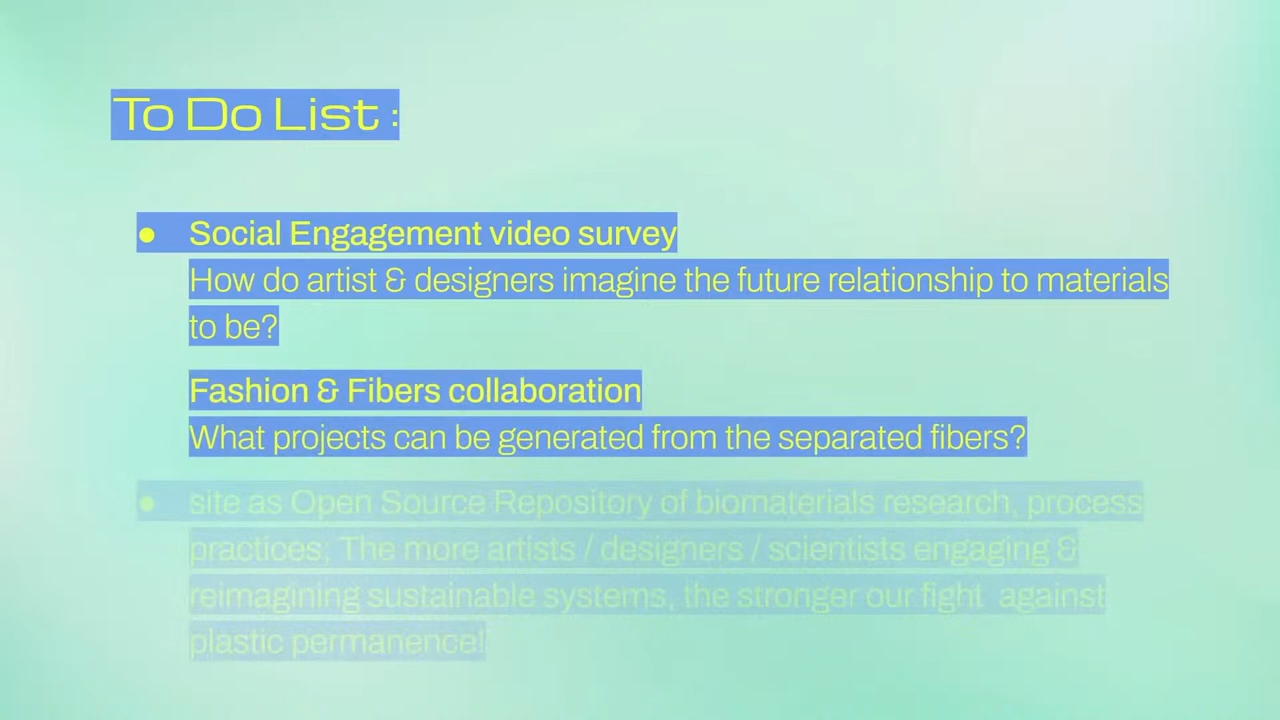 To Do List :
● Social Engagement video survey
How do artist & designers imagine the future relationship to materials
to be?
Fashion & Fibers collaboration
What projects can be generated from the separated fibers?
● site as Open Source Repository of biomaterials research, process
practices; The more artists / designers / scientists engaging &
reimagining sustainable systems, the stronger our fight  against
plastic permanence!